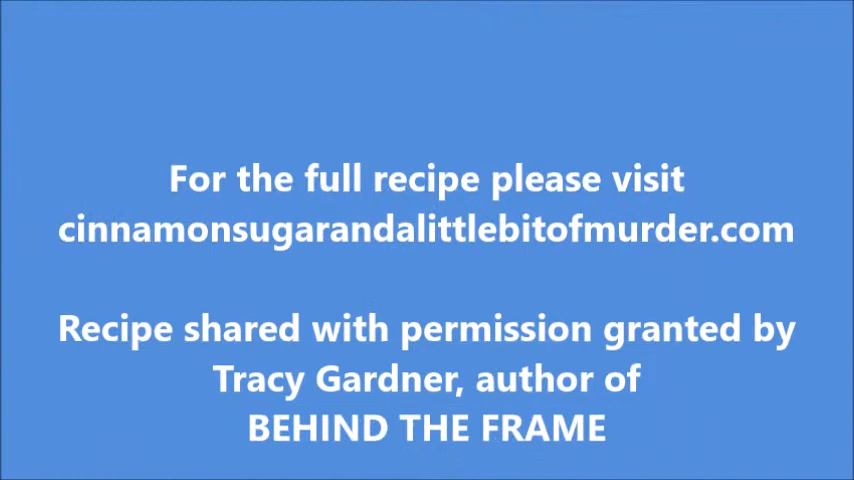 For the full recipe please visit
cinnamonsugarandalittlebitofmurder.com
Recipe shared with permission granted by
Tracy Gardner, author of
BEHIND THE FRAME